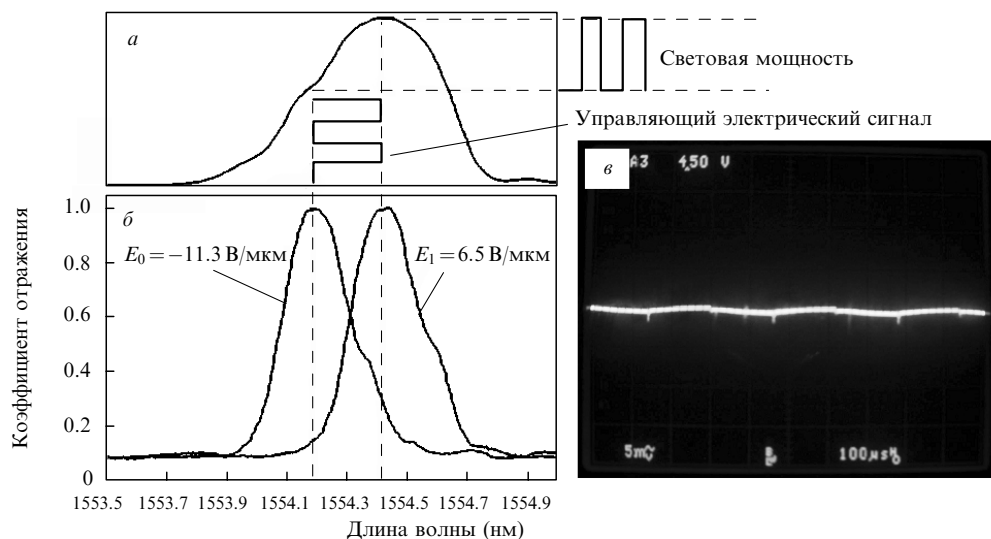 а
Световая мощность
Управляющий электрический сигнал
в
A3 4.50 V
5mV
100µs
б
Коэффициент отражения
1.0
0.8
0.6
0.4
0.2
0
E₀ = −11.3 В/мкм
E₁ = 6.5 В/мкм
1553.5 1553.7 1553.9 1554.1 1554.3 1554.5 1554.7 1554.9
Длина волны (нм)